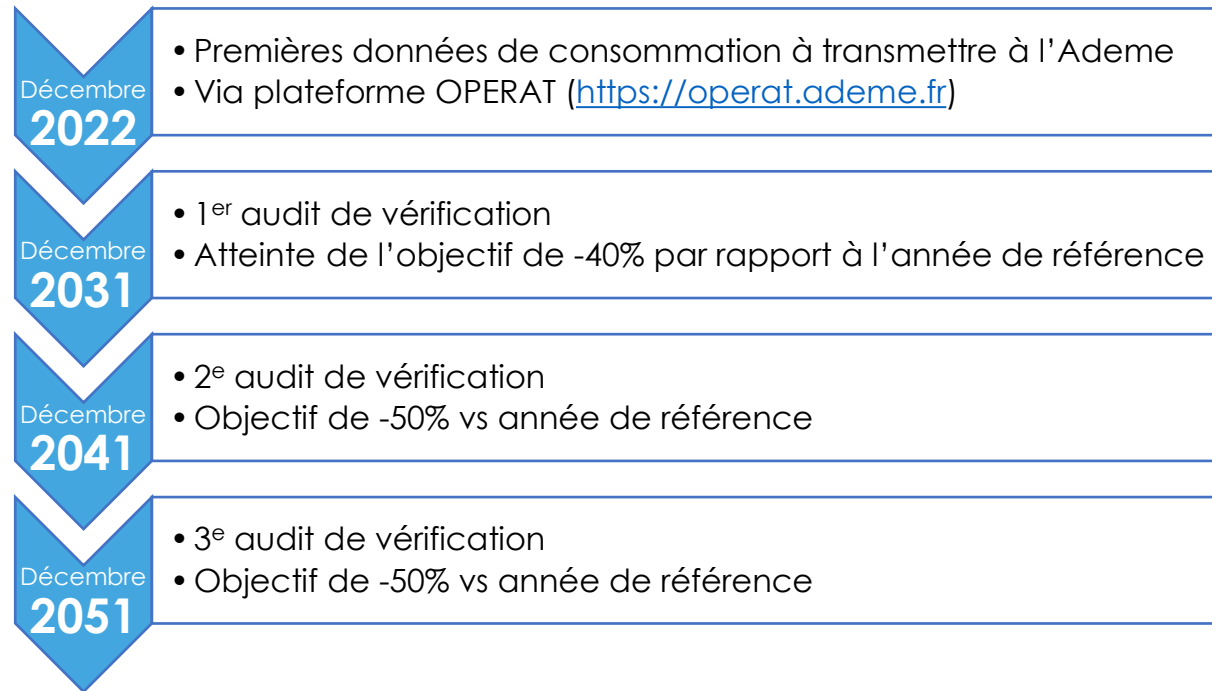 Décembre
2022
• Premières données de consommation à transmettre à l’Ademe
• Via plateforme OPERAT (https://operat.ademe.fr)
Décembre
2031
• 1er audit de vérification
• Atteinte de l’objectif de -40% par rapport à l’année de référence
Décembre
2041
• 2e audit de vérification
• Objectif de -50% vs année de référence
Décembre
2051
• 3e audit de vérification
• Objectif de -50% vs année de référence